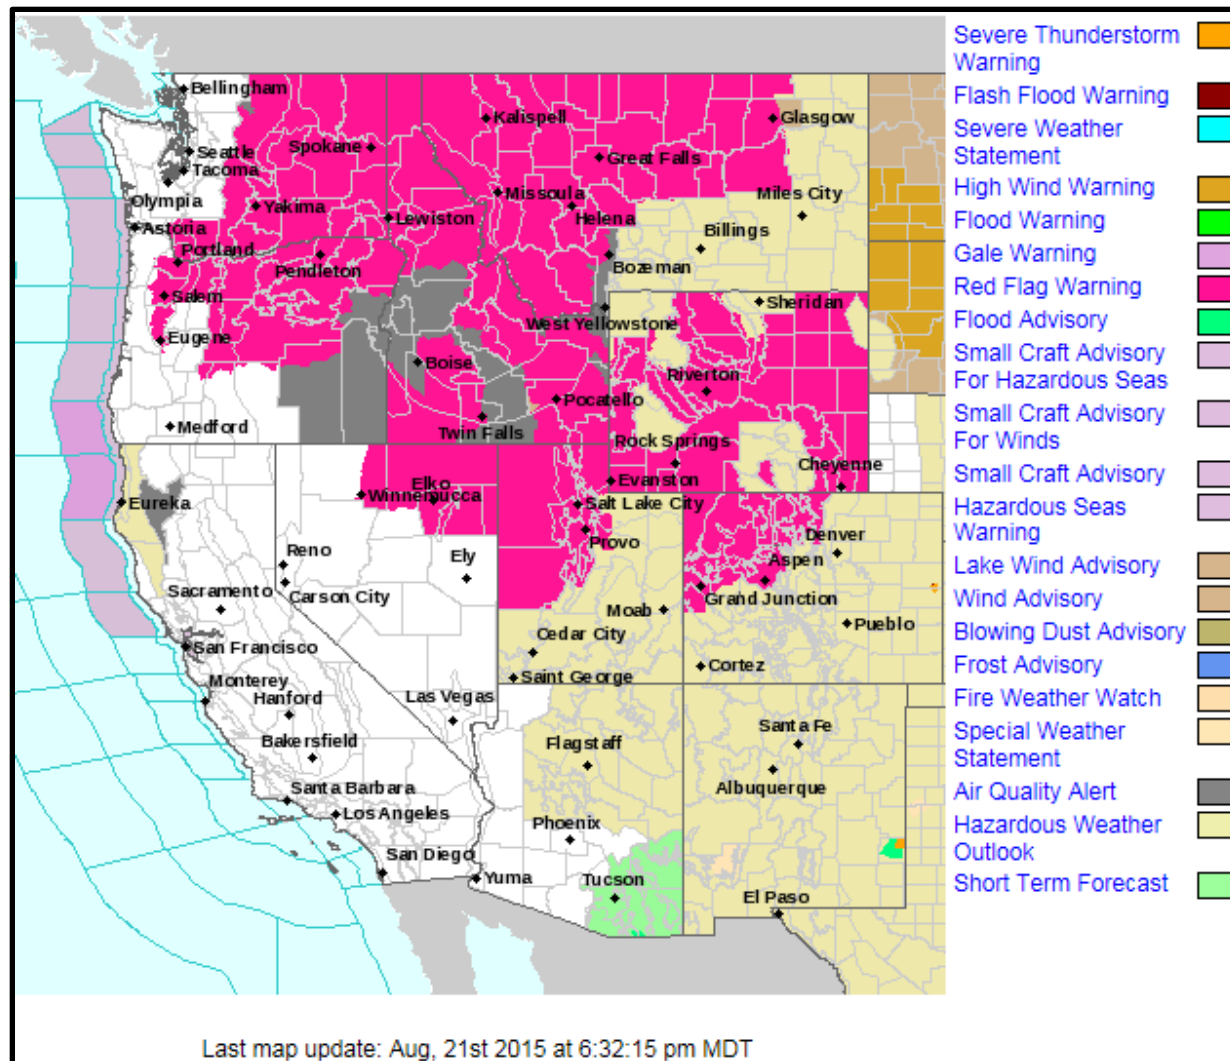 Bellingham
Seattle
Tacoma
Olympia
Astoria
Portland
Salem
Eugene
Medford
Spokane
Yakima
Pendleton
Lewiston
Kalispell
Missoula
Great Falls
Helena
Glasgow
Miles City
Billings
Bozeman
West Yellowstone
Sheridan
Boise
Twin Falls
Pocatello
Riverton
Rock Springs
Evanston
Cheyenne
Eureka
Winnemucca
Elko
Salt Lake City
Provo
Reno
Carson City
Ely
Sacramento
San Francisco
Monterey
Hanford
Bakersfield
Las Vegas
Santa Barbara
Los Angeles
San Diego
Yuma
Denver
Aspen
Grand Junction
Pueblo
Moab
Cedar City
Saint George
Cortez
Flagstaff
Phoenix
Tucson
Santa Fe
Albuquerque
El Paso
Severe Thunderstorm
Warning
Flash Flood Warning
Severe Weather
Statement
High Wind Warning
Flood Warning
Gale Warning
Red Flag Warning
Flood Advisory
Small Craft Advisory
For Hazardous Seas
Small Craft Advisory
For Winds
Small Craft Advisory
Hazardous Seas
Warning
Lake Wind Advisory
Wind Advisory
Blowing Dust Advisory
Frost Advisory
Fire Weather Watch
Special Weather
Statement
Air Quality Alert
Hazardous Weather
Outlook
Short Term Forecast
Last map update: Aug, 21st 2015 at 6:32:15 pm MDT